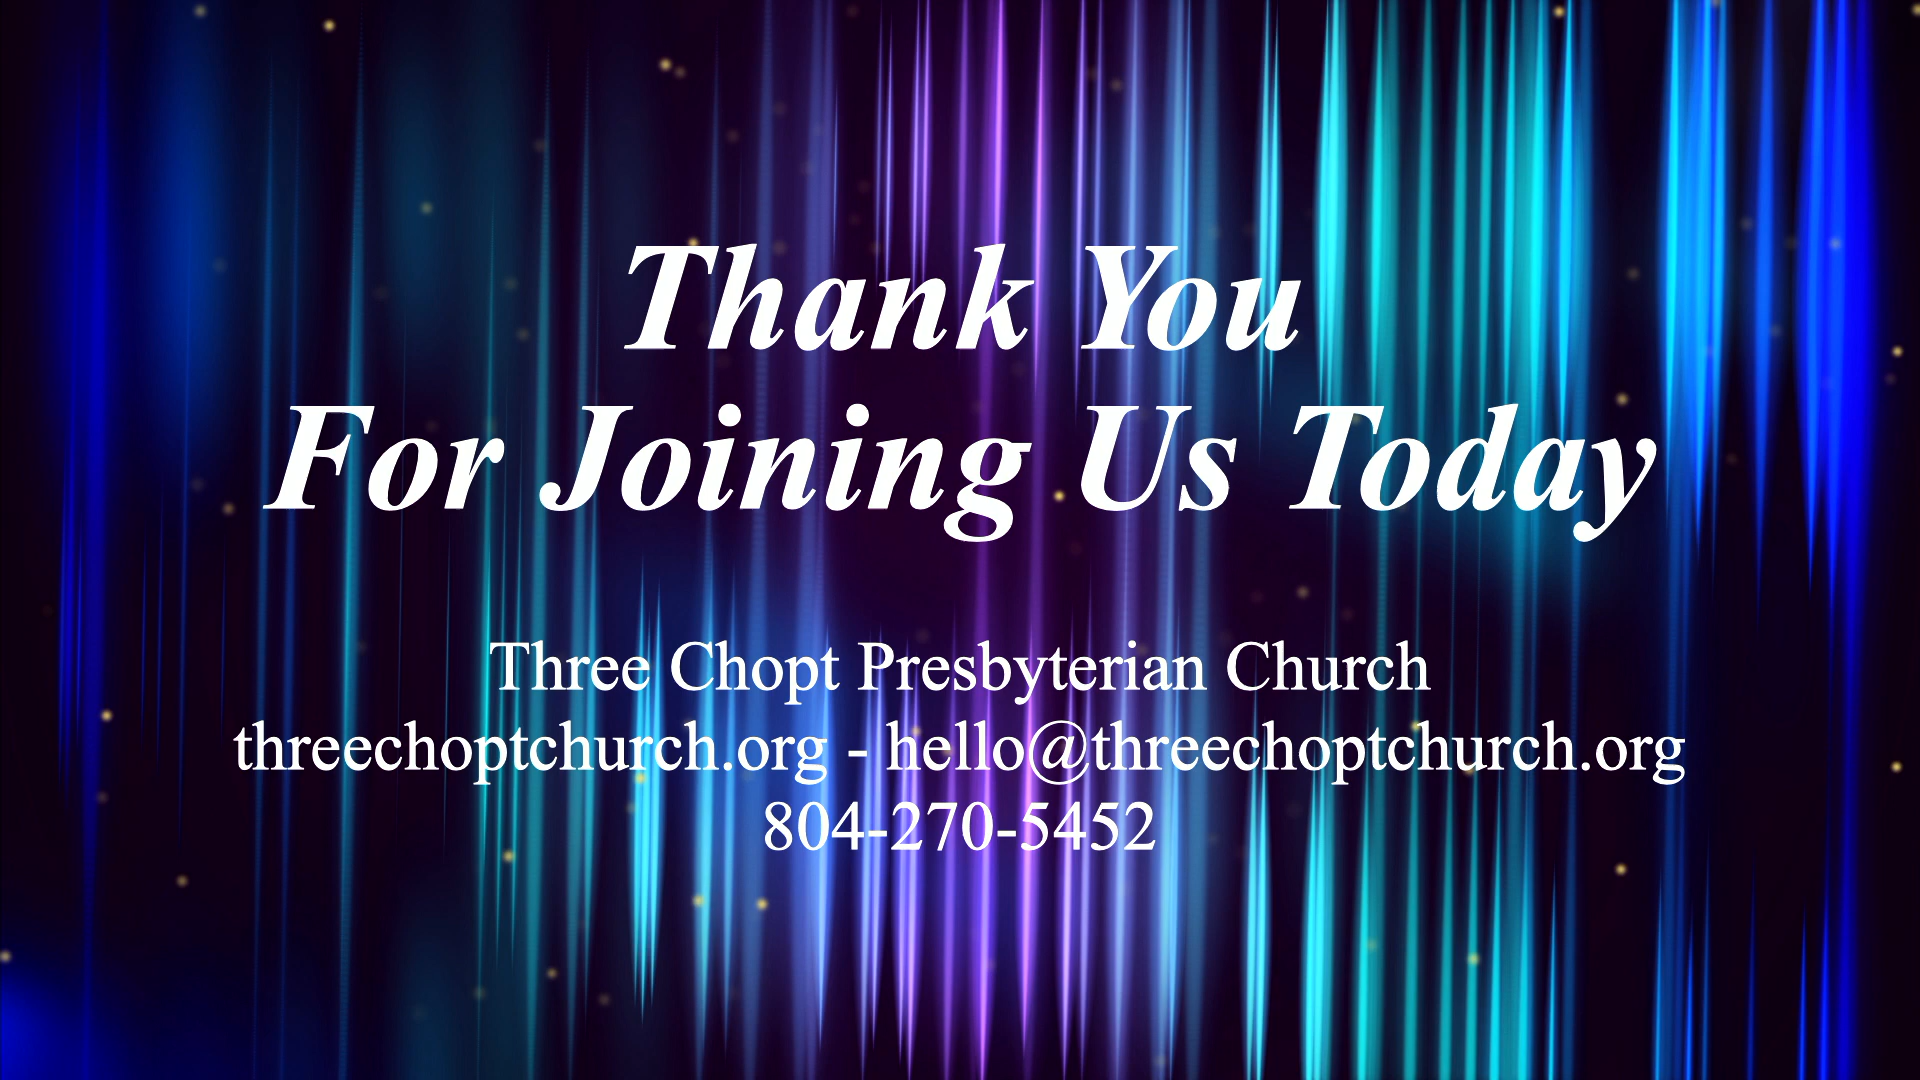 Thank You
For Joining Us Today
Three Chopt Presbyterian Church
threechoptchurch.org - hello@threechoptchurch.org
804-270-5452